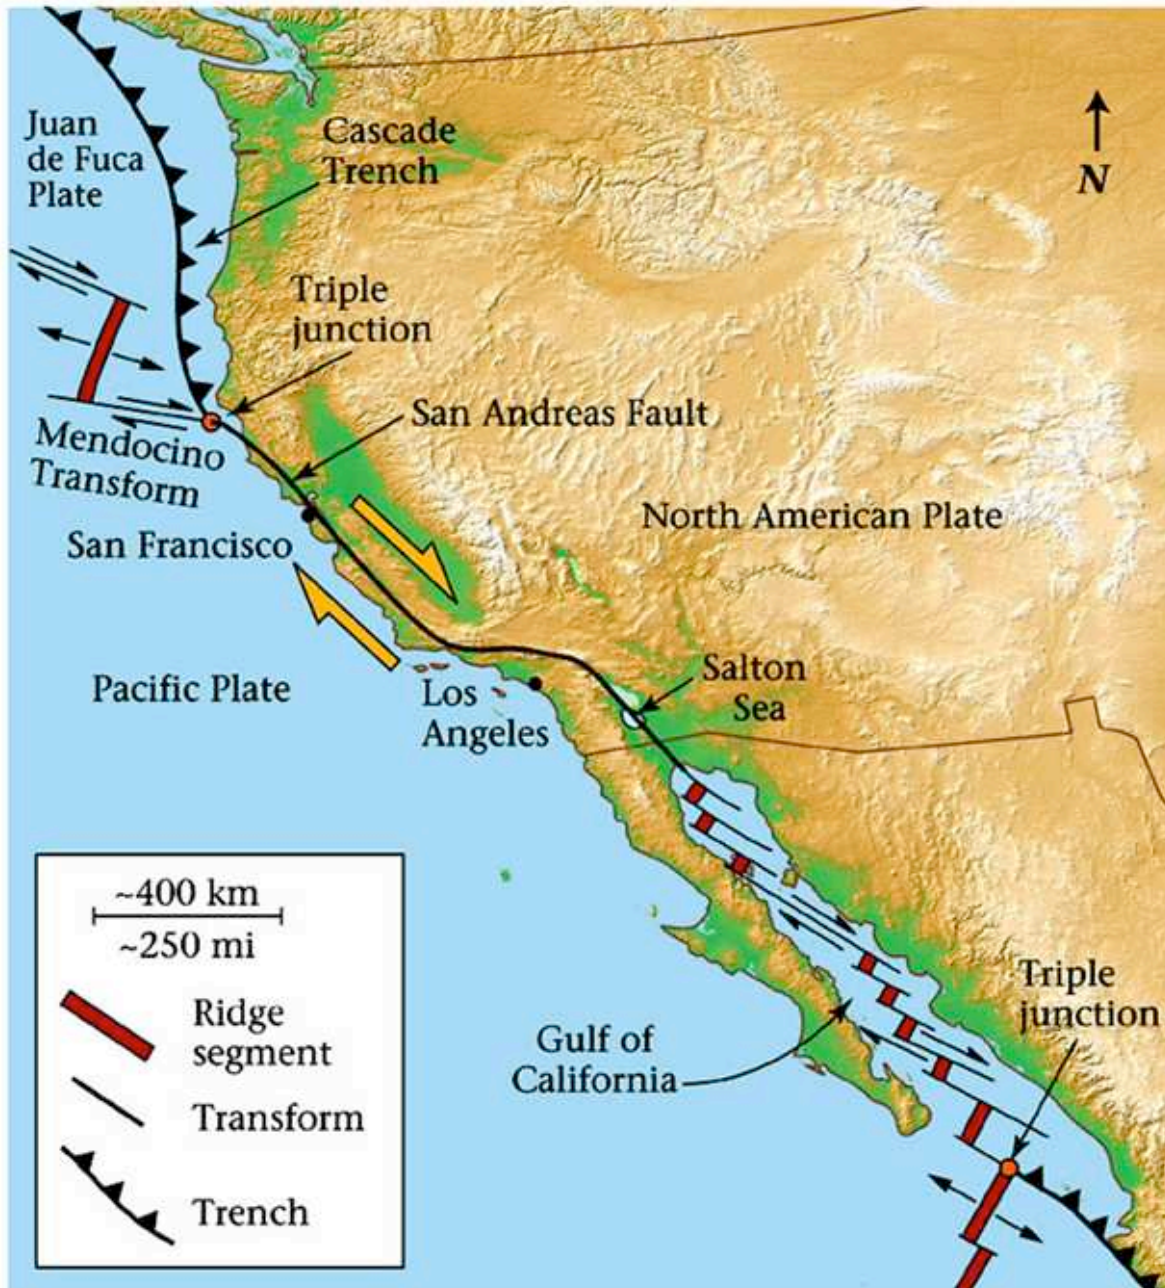 Juan
de Fuca
Plate
Cascade
Trench
N
Triple
junction
San Andreas Fault
Mendocino
Transform
North American Plate
San Francisco
Salton
Sea
Pacific Plate
Los
Angeles
~400 km
~250 mi
Ridge
segment
Transform
Trench
Gulf of
California
Triple
junction